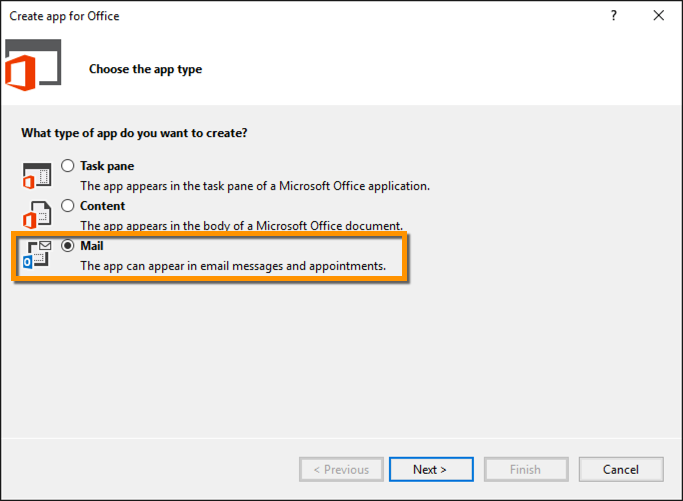 Create app for Office
?
Choose the app type
What type of app do you want to create?
Task pane
The app appears in the task pane of a Microsoft Office application.
Content
The app appears in the body of a Microsoft Office document.
Mail
The app can appear in email messages and appointments.
< Previous
Next >
Finish
Cancel